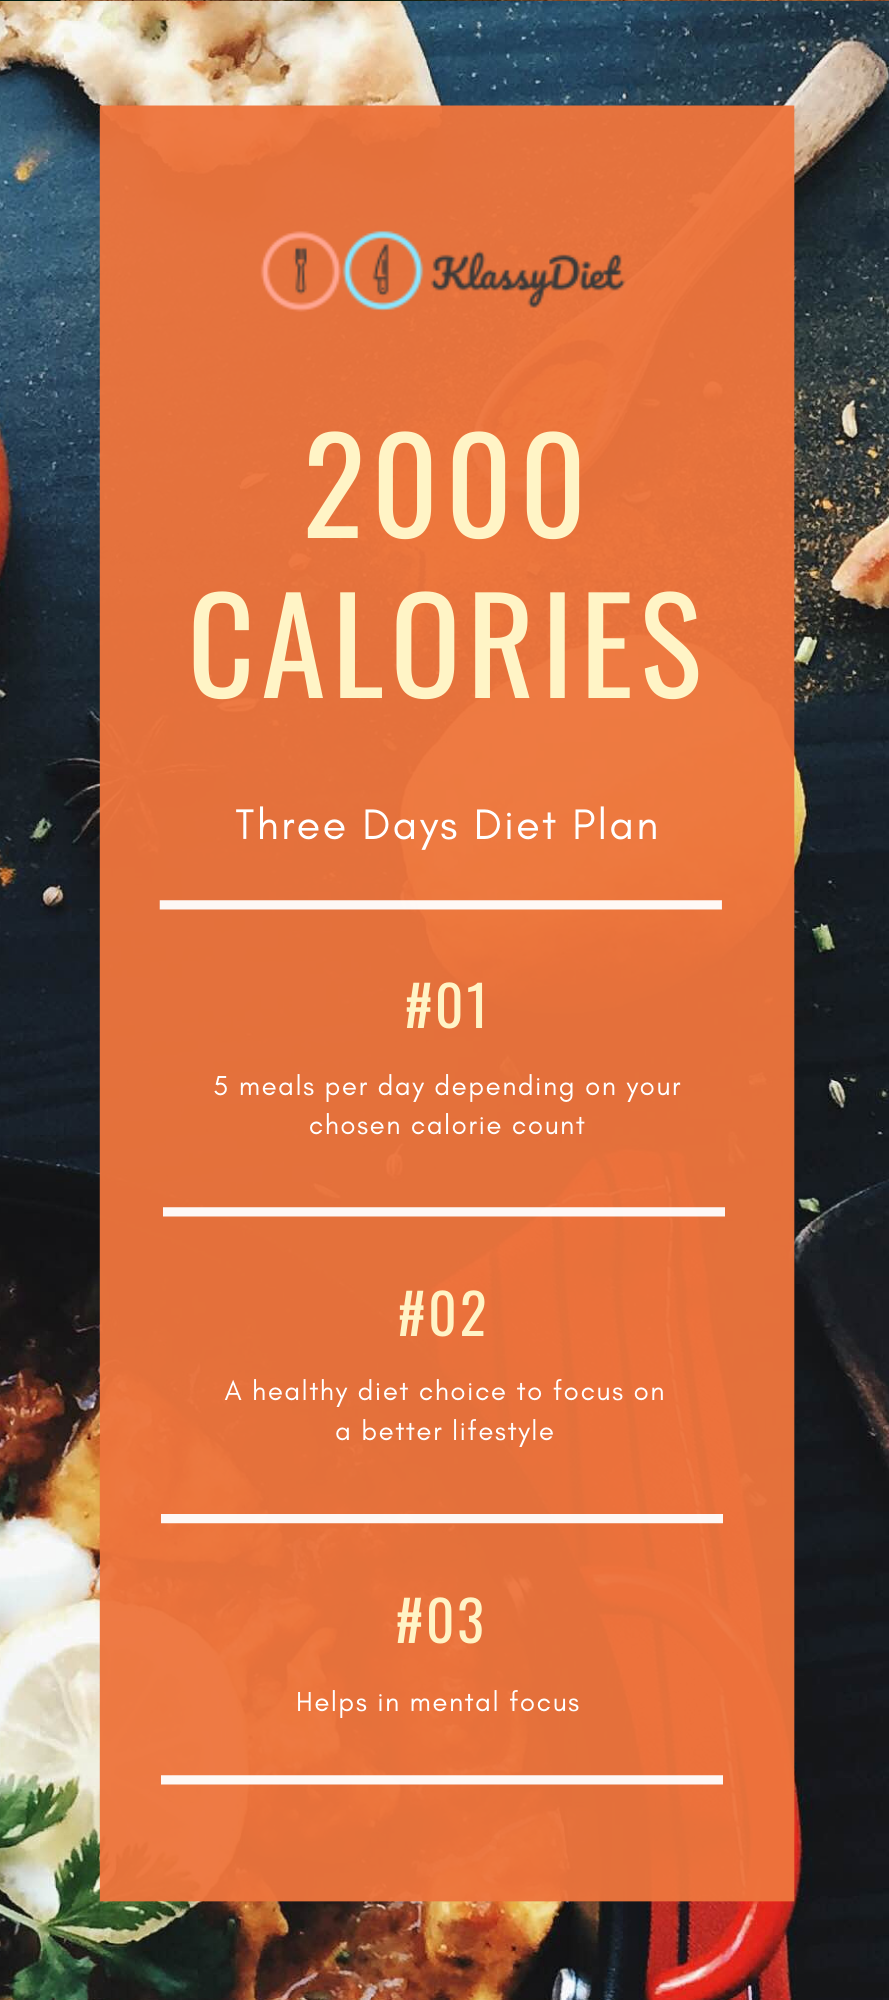 KlassyDiet
2000
CALORIES
Three Days Diet Plan
#01
5 meals per day depending on your
chosen calorie count
#02
A healthy diet choice to focus on
a better lifestyle
#03
Helps in mental focus